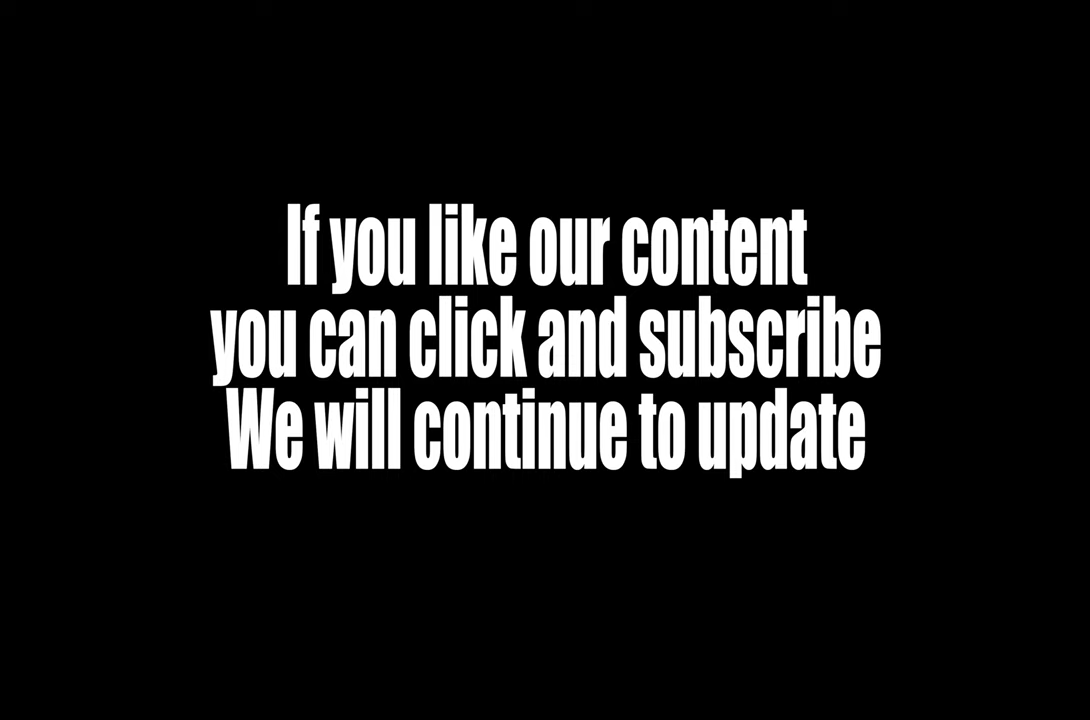 If you like our content
you can click and subscribe
We will continue to update